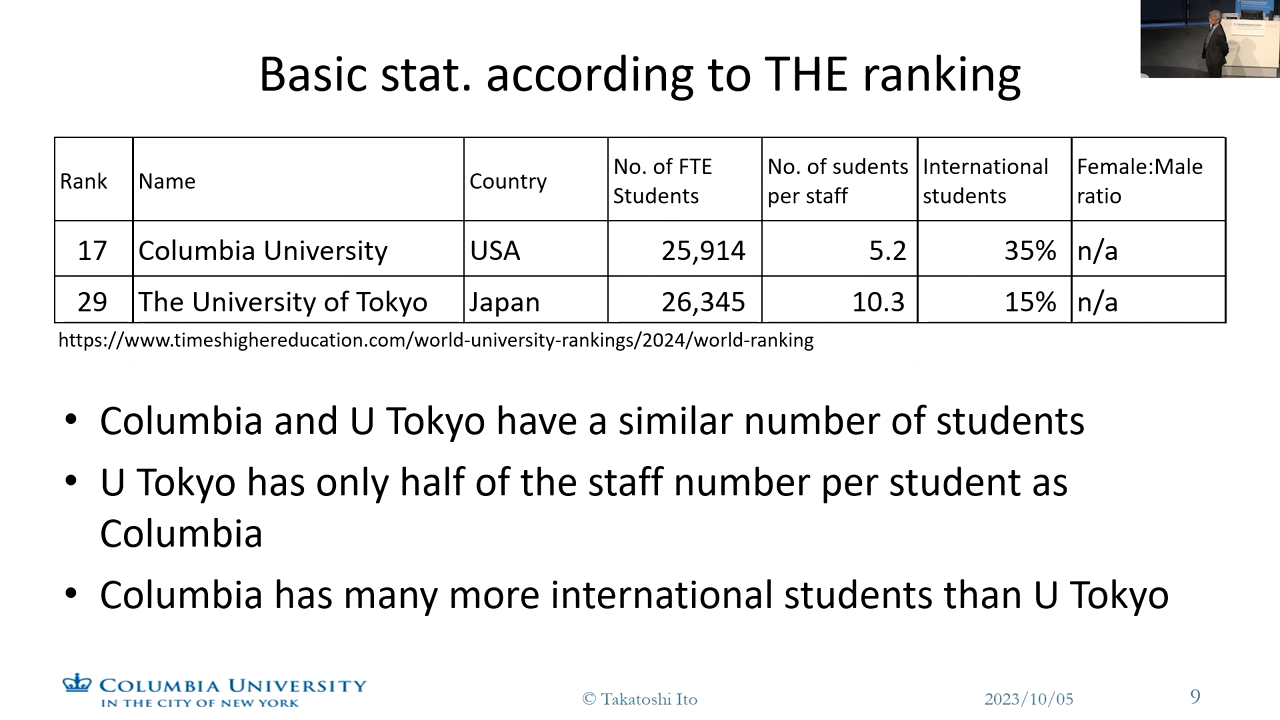 Basic stat. according to THE ranking
Rank Name Country No. of FTE Students No. of sudents per staff International students Female:Male ratio
17 Columbia University USA 25,914 5.2 35% n/a
29 The University of Tokyo Japan 26,345 10.3 15% n/a
https://www.timeshighereducation.com/world-university-rankings/2024/world-ranking
• Columbia and U Tokyo have a similar number of students
• U Tokyo has only half of the staff number per student as
Columbia
• Columbia has many more international students than U Tokyo
COLUMBIA UNIVERSITY
IN THE CITY OF NEW YORK
© Takatoshi Ito
2023/10/05
9